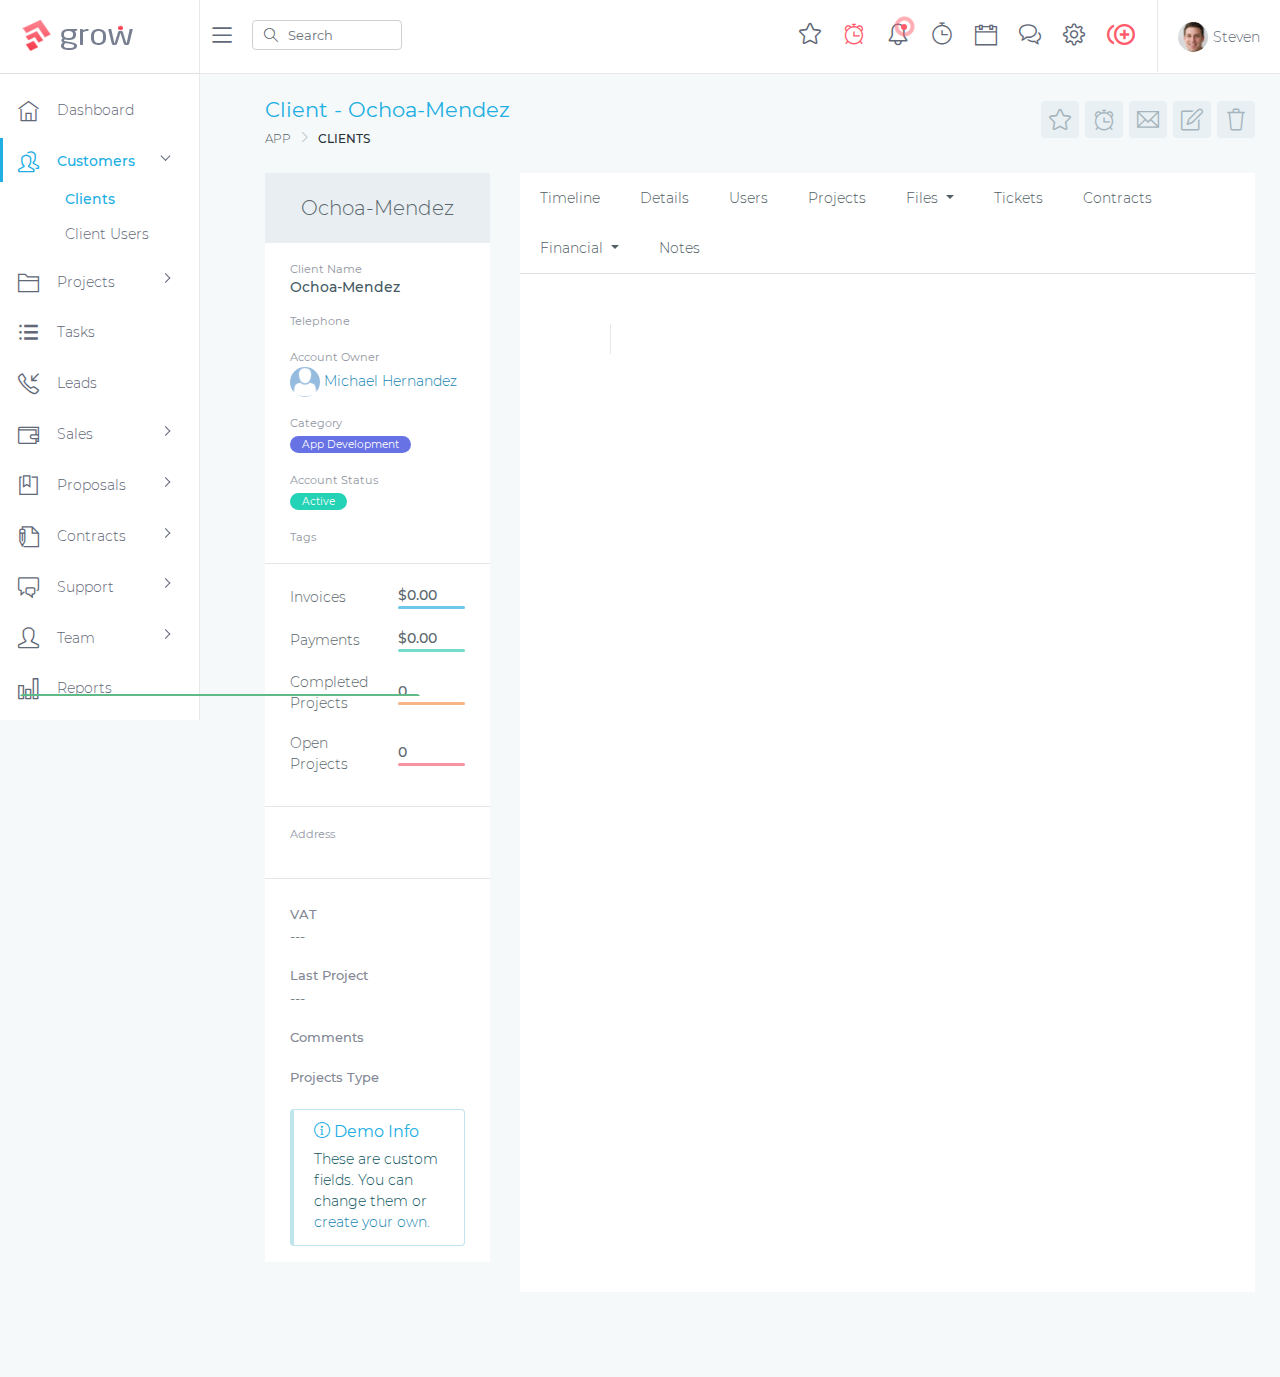 grow
Search
Steven
Dashboard
Customers
Clients
Client Users
Projects
Tasks
Leads
Sales
Proposals
Contracts
Support
Team
Reports
Client - Ochoa-Mendez
APP
CLIENTS
Ochoa-Mendez
Client Name
Ochoa-Mendez
Telephone
Account Owner
Michael Hernandez
Category
App Development
Account Status
Active
Tags
Invoices
$0.00
Payments
$0.00
Completed
Projects
0
Open
Projects
0
Address
VAT
---
Last Project
---
Comments
Projects Type
Demo Info
These are custom
fields. You can
change them or
create your own.
Timeline Details Users Projects Files Tickets Contracts
Financial Notes